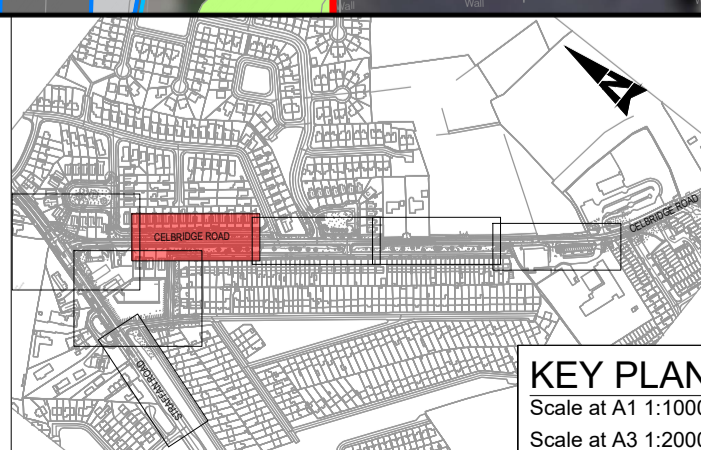 Wall
Wall
N
CELBRIDGE ROAD
CELBRIDGE ROAD
STRAFFAN ROAD
KEY PLAN
Scale at A1 1:1000
Scale at A3 1:2000